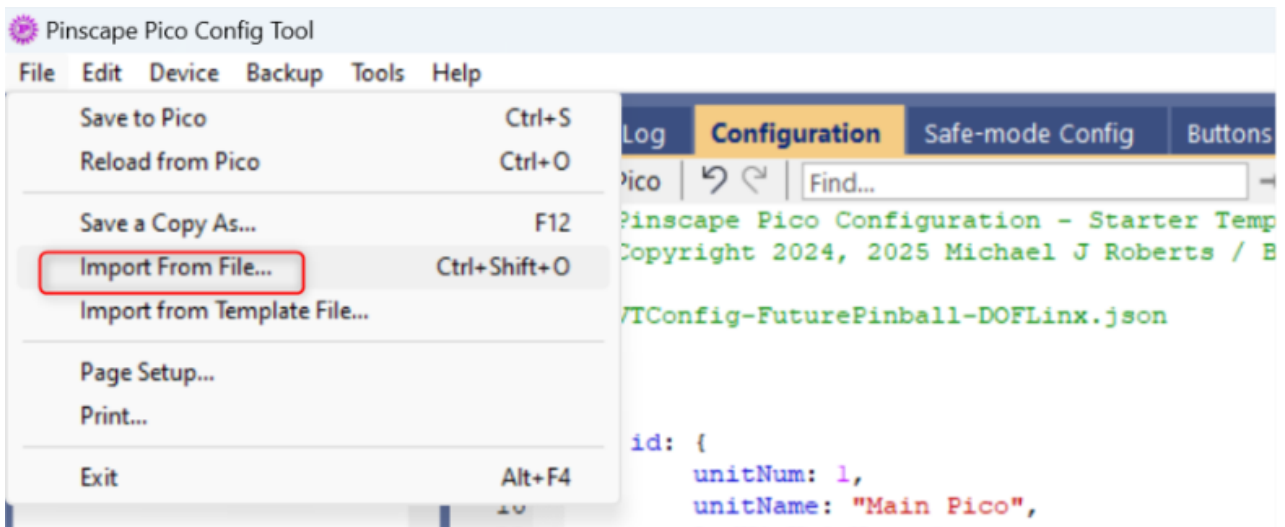 Pinscape Pico Config Tool
File Edit Device Backup Tools Help
Save to Pico Ctrl+S
Reload from Pico Ctrl+O
Save a Copy As... F12
Import From File... Ctrl+Shift+O
Import from Template File...
Page Setup...
Print...
Exit Alt+F4
Log Configuration Safe-mode Config Buttons
Pico Find...
Pinscape Pico Configuration - Starter Temp
Copyright 2024, 2025 Michael J Roberts / B
VTConfig-FuturePinball-DOFLinx.json
id: {
unitNum: 1,
10 unitName: "Main Pico",